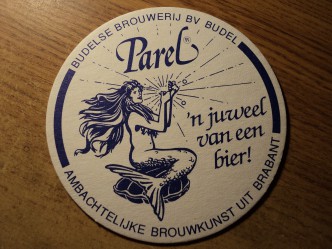 BUDELSE BROUWERIJ BV BUDEL
Parel®
'n juweel
van een
bier!
AMBACHTELIJKE BROUWKUNST UIT BRABANT